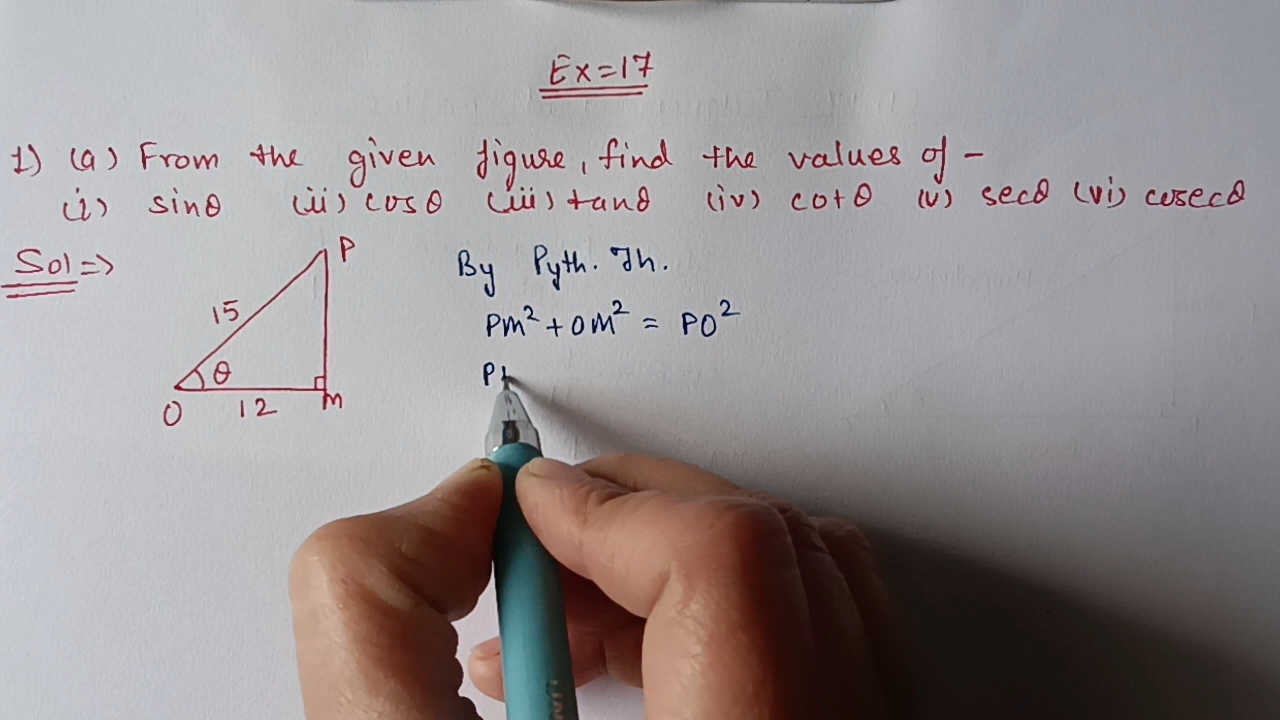 Ex=17
1) (a) From the given figure, find the values of -
(i) sinθ (ii) cosθ (iii) tanθ (iv) cotθ (v) secθ (vi) cosecθ
Sol =>
P
15
θ
O 12 M
By Pyth. Th.
PM² + OM² = PO²
P